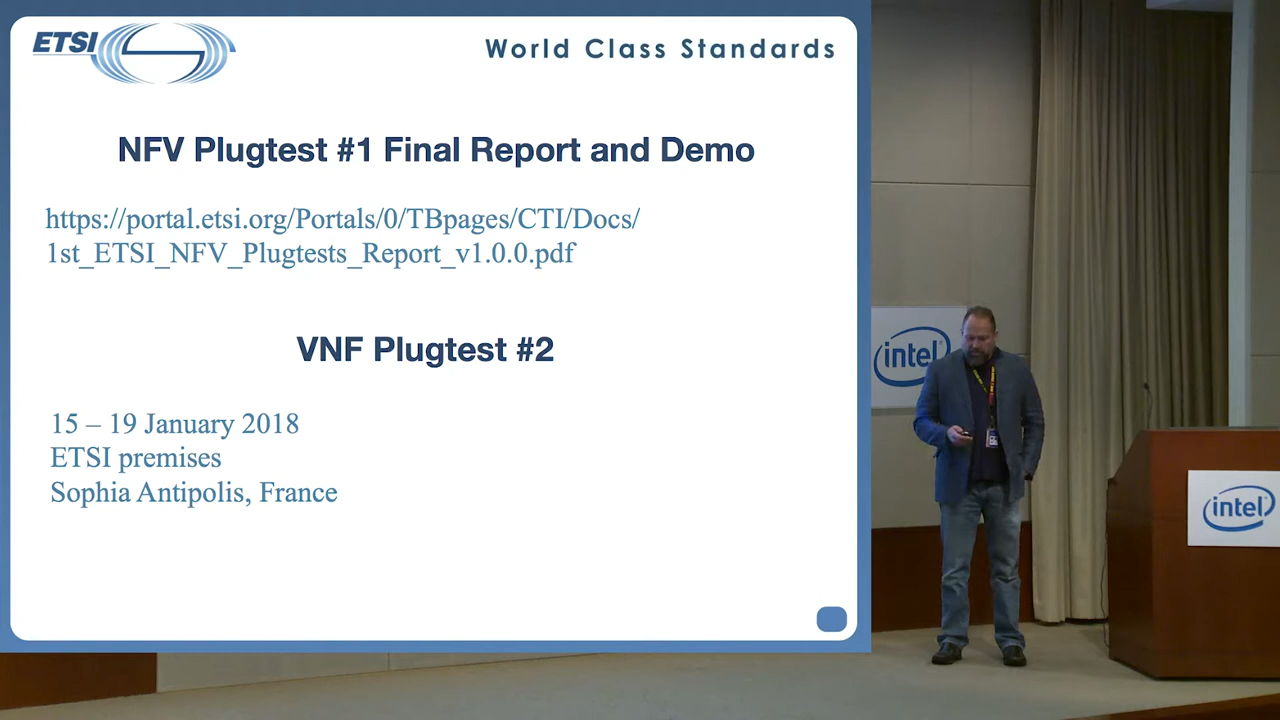 ETSI
World Class Standards
NFV Plugtest #1 Final Report and Demo
https://portal.etsi.org/Portals/0/TBpages/CTI/Docs/
1st_ETSI_NFV_Plugtests_Report_v1.0.0.pdf
VNF Plugtest #2
15 – 19 January 2018
ETSI premises
Sophia Antipolis, France
intel
intel